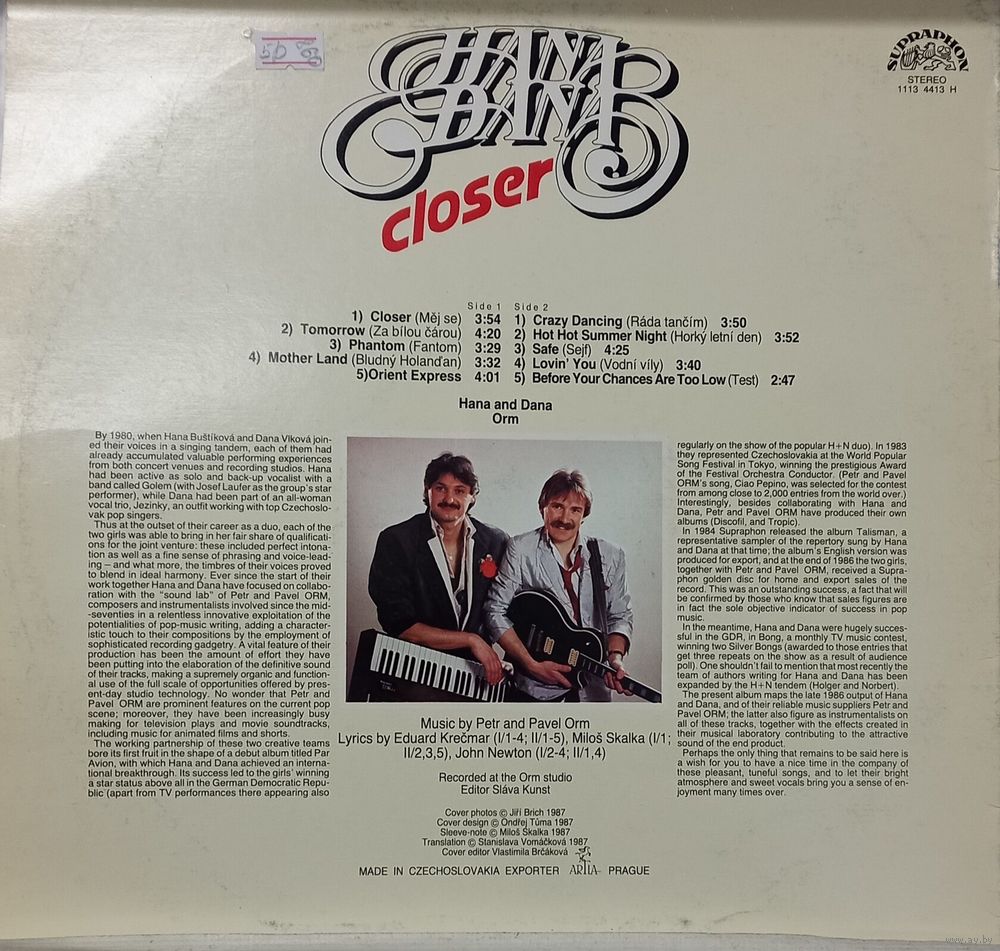 50
HANA
DANA
closer
SUPRAPHON
STEREO
1113 4413 H
Side 1
1) Closer (Měj se) 3:54
2) Tomorrow (Za bílou čárou) 4:20
3) Phantom (Fantom) 3:29
4) Mother Land (Bludný Holanďan) 3:32
5)Orient Express 4:01
Side 2
1) Crazy Dancing (Ráda tančím) 3:50
2) Hot Hot Summer Night (Horký letní den) 3:52
3) Safe (Sejf) 4:25
4) Lovin' You (Vodní víly) 3:40
5) Before Your Chances Are Too Low (Test) 2:47
Hana and Dana
Orm
By 1980, when Hana Buštíková and Dana Vlková join-
ed their voices in a singing tandem, each of them had
already accumulated valuable performing experiences
from both concert venues and recording studios. Hana
had been active as solo and back-up vocalist with a
band called Golem (with Josef Laufer as the group's star
performer), while Dana had been part of an all-woman
vocal trio, Jezinky, an outfit working with top Czechoslo-
vak pop singers.
Thus at the outset of their career as a duo, each of the
two girls was able to bring in her fair share of qualificati-
ons for the joint venture: these included perfect intona-
tion as well as a fine sense of phrasing and voice-lead-
ing – and what more, the timbres of their voices proved
to blend in ideal harmony. Ever since the start of their
work together Hana and Dana have focused on collabo-
ration with the "sound lab" of Petr and Pavel ORM,
composers and instrumentalists involved since the mid-
-seventies in a relentless innovative exploitation of the
potentialities of pop-music writing, adding a character-
istic touch to their compositions by the employment of
sophisticated recording gadgetry. A vital feature of their
production has been the amount of effort they have
been putting into the elaboration of the definitive sound
of their tracks, making a supremely organic and function-
al use of the full scale of opportunities offered by pres-
ent-day studio technology. No wonder that Petr and
Pavel ORM are prominent features on the current pop
scene; moreover, they have been increasingly busy
making for television plays and movie soundtracks,
including music for animated films and shorts.
The working partnership of these two creative teams
bore its first fruit in the shape of a debut album titled Par
Avion, with which Hana and Dana achieved an interna-
tional breakthrough. Its success led to the girls' winning
a star status above all in the German Democratic Repu-
blic (apart from TV performances there appearing also
Music by Petr and Pavel Orm
Lyrics by Eduard Krečmar (I/1-4; II/1-5), Miloš Skalka (I/1;
II/2,3,5), John Newton (I/2-4; II/1,4)
Recorded at the Orm studio
Editor Sláva Kunst
Cover photos © Jiří Brich 1987
Cover design © Ondřej Tůma 1987
Sleeve-note © Miloš Skalka 1987
Translation © Stanislava Vomáčková 1987
Cover editor Vlastimila Brčáková
MADE IN CZECHOSLOVAKIA EXPORTER ARTIA PRAGUE
regularly on the show of the popular H+N duo). In 1983
they represented Czechoslovakia at the World Popular
Song Festival in Tokyo, winning the prestigious Award
of the Festival Orchestra Conductor. (Petr and Pavel
ORM's song, Ciao Pepino, was selected for the contest
from among close to 2,000 entries from the world over.)
Interestingly, besides collaborating with Hana and
Dana, Petr and Pavel ORM have produced their own
albums (Discofil, and Tropic).
In 1984 Supraphon released the album Talisman, a
representative sampler of the repertory sung by Hana
and Dana at that time; the album's English version was
produced for export, and at the end of 1986 the two girls,
together with Petr and Pavel ORM, received a Supra-
phon golden disc for home and export sales of the
record. This was an outstanding success, a fact that will
be confirmed by those who know that sales figures are
in fact the sole objective indicator of success in pop
music.
In the meantime, Hana and Dana were hugely succes-
sful in the GDR, in Bong, a monthly TV music contest,
winning two Silver Bongs (awarded to those entries that
get three repeats on the show as a result of audience
poll). One shouldn't fail to mention that most recently the
team of authors writing for Hana and Dana has been
expanded by the H+N tendem (Holger and Norbert).
The present album maps the late 1986 output of Hana
and Dana, and of their reliable music suppliers Petr and
Pavel ORM; the latter also figure as instrumentalists on
all of these tracks, together with the effects created in
their musical laboratory contributing to the attractive
sound of the end product.
Perhaps the only thing that remains to be said here is
a wish for you to have a nice time in the company of
these pleasant, tuneful songs, and to let their bright
atmosphere and sweet vocals bring you a sense of en-
joyment many times over.
www.ay.by